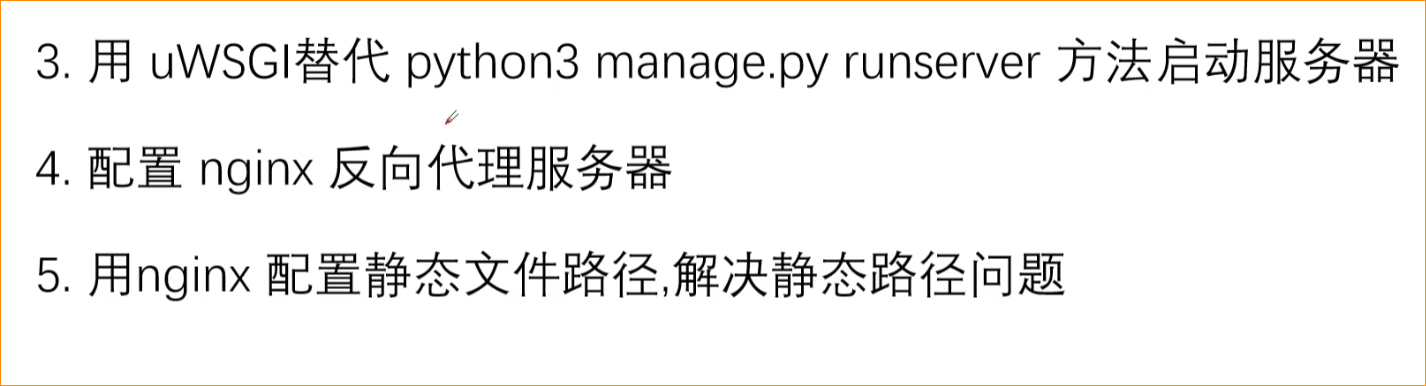 3. 用 uWSGI替代 python3 manage.py runserver 方法启动服务器
4. 配置 nginx 反向代理服务器
5. 用nginx 配置静态文件路径,解决静态路径问题